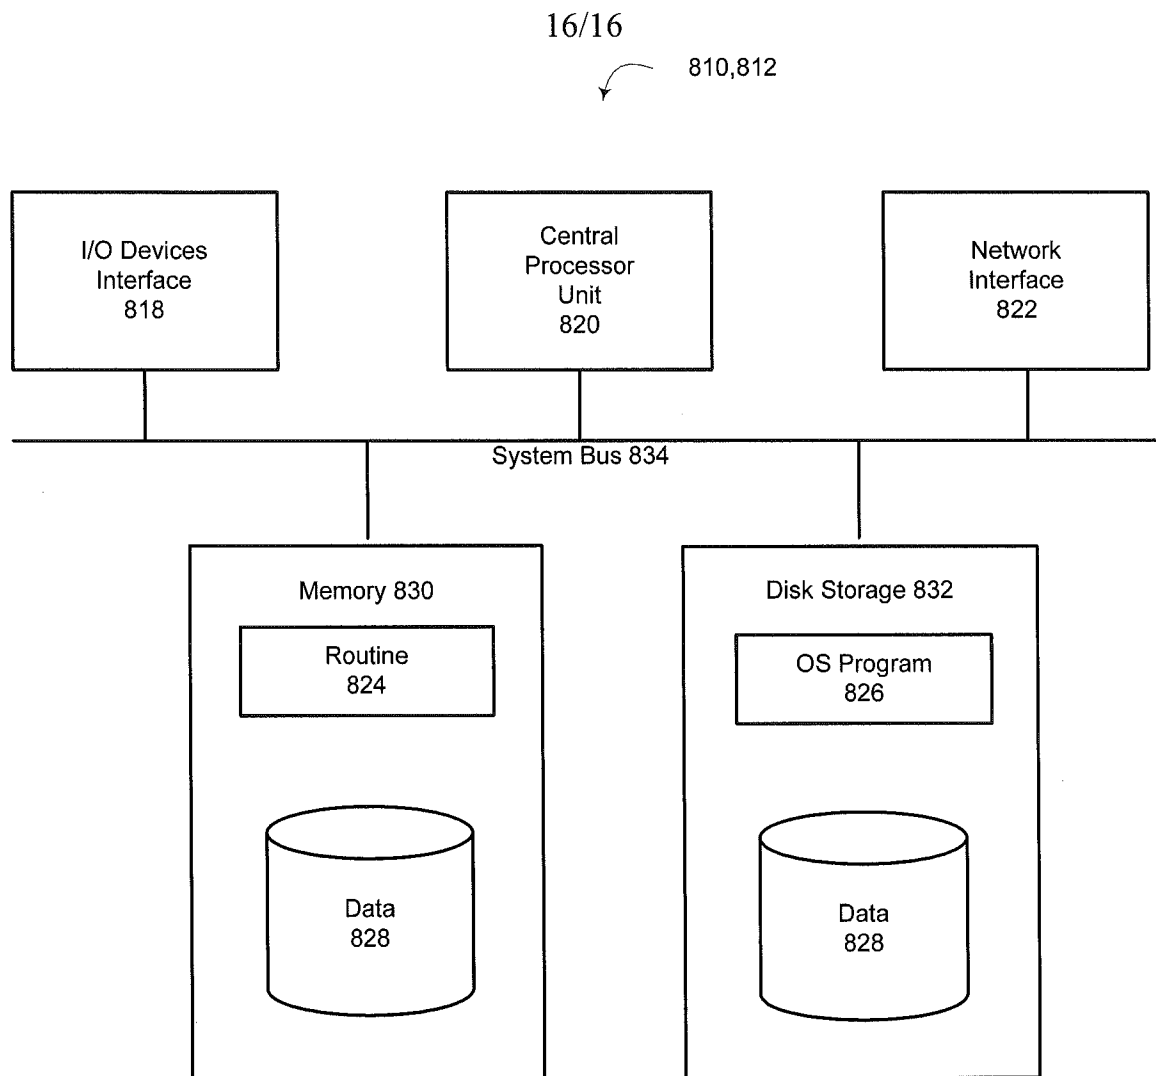 16/16
810,812
I/O Devices
Interface
818
Central
Processor
Unit
820
Network
Interface
822
System Bus 834
Memory 830
Routine
824
Data
828
Disk Storage 832
OS Program
826
Data
828